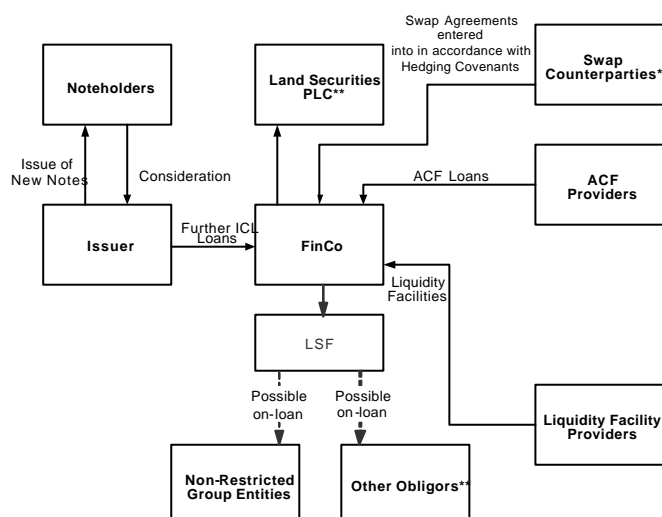 Swap Agreements
entered
into in accordance with
Hedging Covenants
Swap
Counterparties*
Noteholders
Land Securities
PLC**
Issue of
New Notes
Consideration
ACF Loans
ACF
Providers
Issuer
Further ICL
Loans
FinCo
Liquidity
Facilities
LSF
Possible
on-loan
Possible
on-loan
Liquidity Facility
Providers
Non-Restricted
Group Entities
Other Obligors**